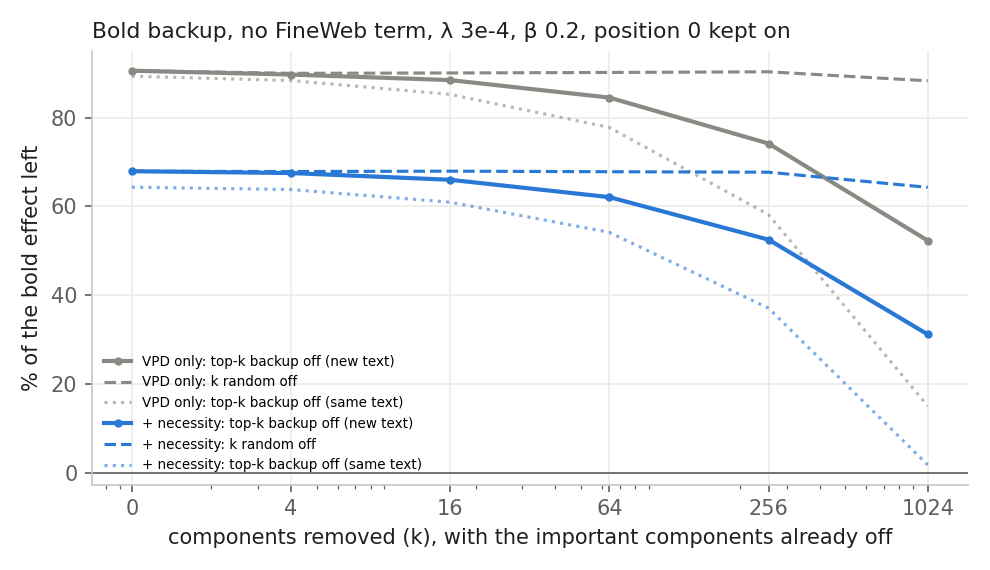 Bold backup, no FineWeb term, λ 3e-4, β 0.2, position 0 kept on
% of the bold effect left
80
60
40
20
0
VPD only: top-k backup off (new text)
VPD only: k random off
VPD only: top-k backup off (same text)
+ necessity: top-k backup off (new text)
+ necessity: k random off
+ necessity: top-k backup off (same text)
0 4 16 64 256 1024
components removed (k), with the important components already off